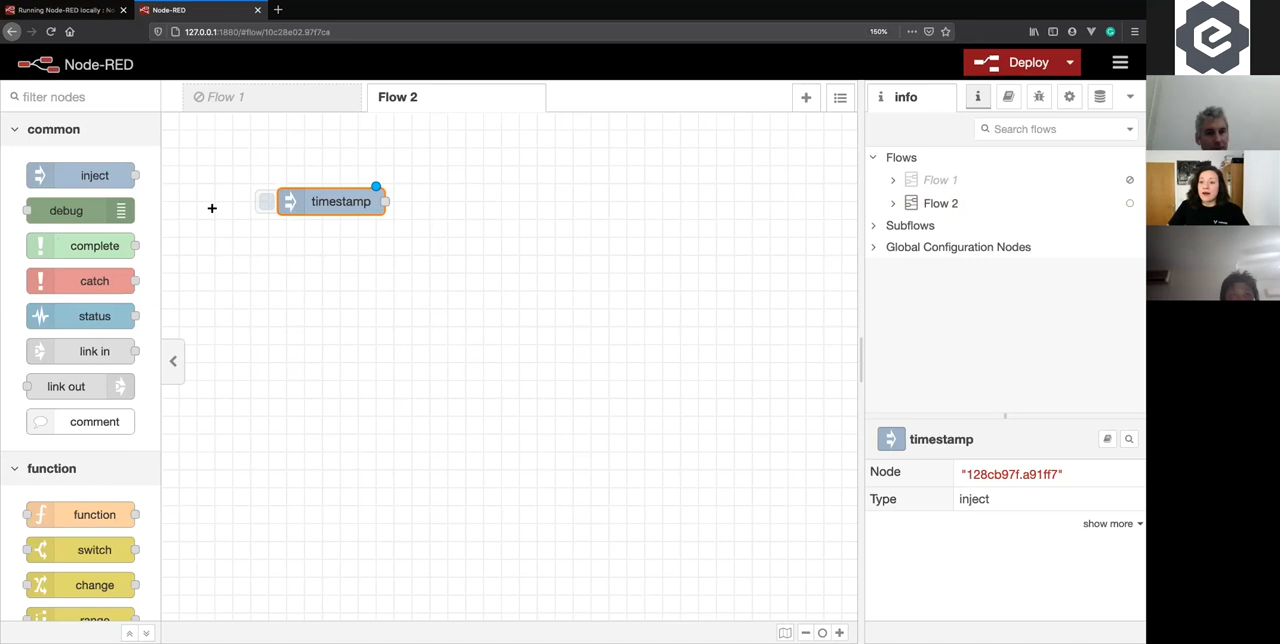 Running Node-RED locally : No
Node-RED
127.0.0.1:1880/#flow/10c28e02.97f7ca
150%
Node-RED
Deploy
filter nodes
Flow 1
Flow 2
info
common
Search flows
inject
debug
complete
catch
status
link in
link out
comment
function
function
switch
change
range
timestamp
Flows
Flow 1
Flow 2
Subflows
Global Configuration Nodes
timestamp
Node
"128cb97f.a91ff7"
Type
inject
show more